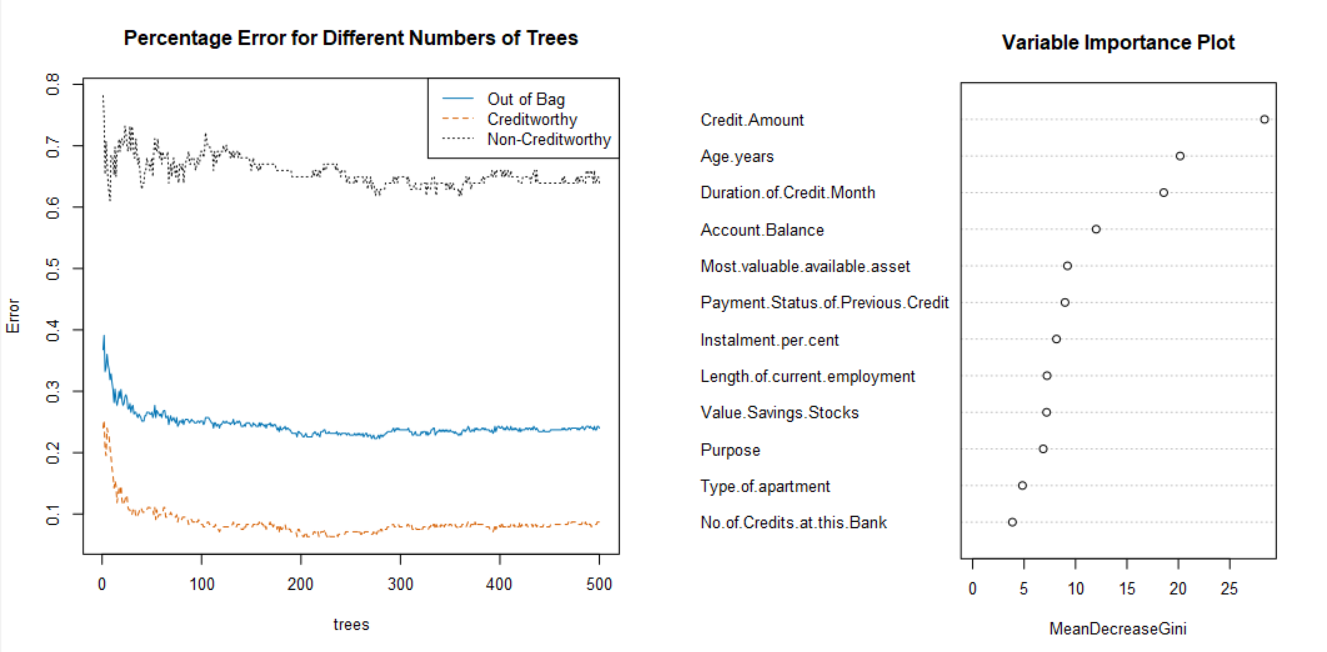 Percentage Error for Different Numbers of Trees
Error
0.8
0.7
0.6
0.5
0.4
0.3
0.2
0.1
Out of Bag
Creditworthy
Non-Creditworthy
0 100 200 300 400 500
trees
Variable Importance Plot
Credit.Amount
Age.years
Duration.of.Credit.Month
Account.Balance
Most.valuable.available.asset
Payment.Status.of.Previous.Credit
Instalment.per.cent
Length.of.current.employment
Value.Savings.Stocks
Purpose
Type.of.apartment
No.of.Credits.at.this.Bank
0 5 10 15 20 25
MeanDecreaseGini